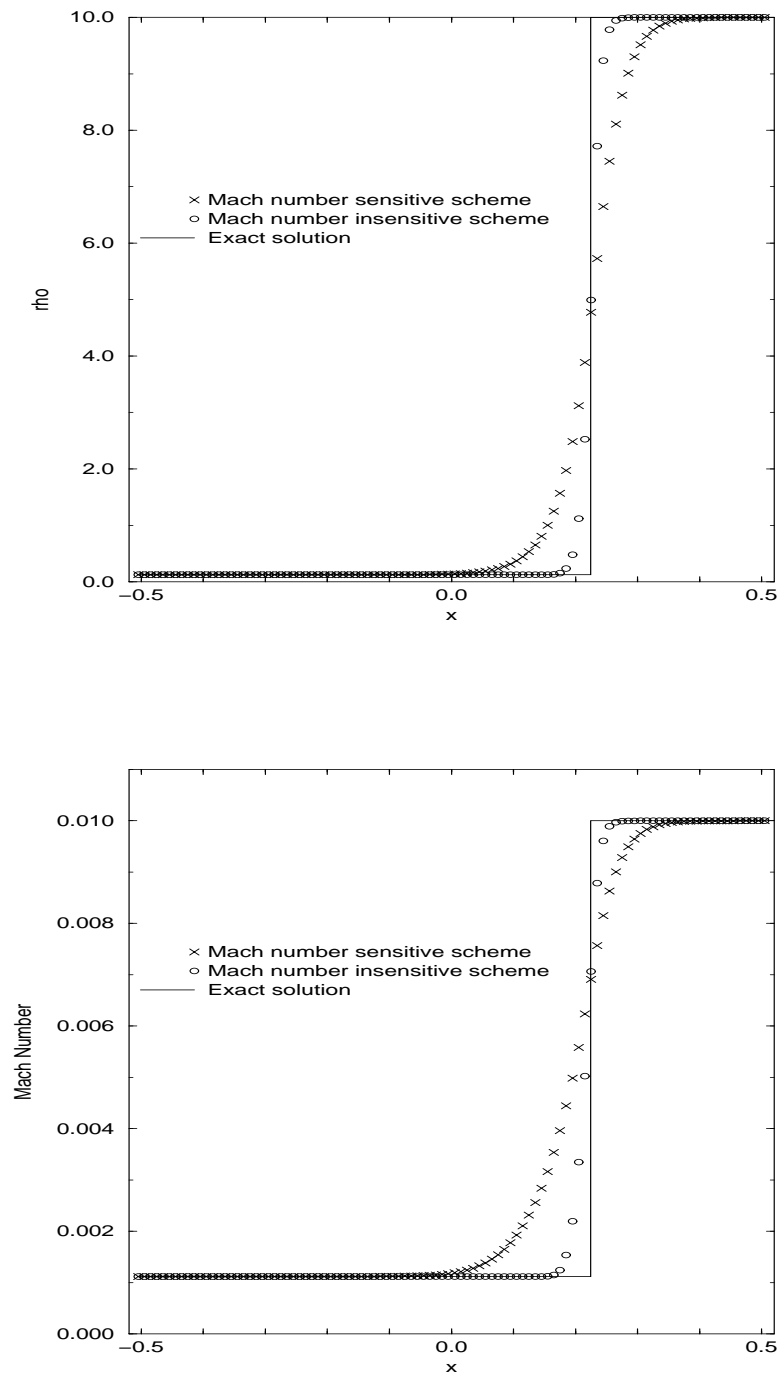 10.0
8.0
× Mach number sensitive scheme
○ Mach number insensitive scheme
Exact solution
6.0
rho
4.0
2.0
0.0
−0.5 0.0 0.5
x
0.010
0.008
× Mach number sensitive scheme
○ Mach number insensitive scheme
Exact solution
0.006
Mach Number
0.004
0.002
0.000
−0.5 0.0 0.5
x